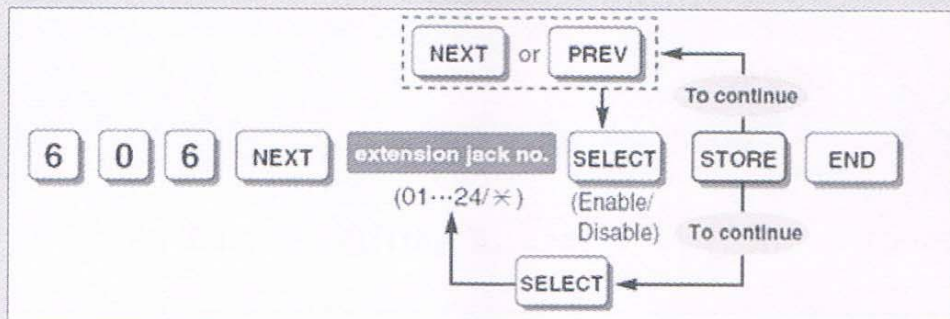 NEXT or PREV
To continue
6 0 6 NEXT extension jack no. SELECT STORE END
(01···24/✳) (Enable/
Disable) To continue
SELECT